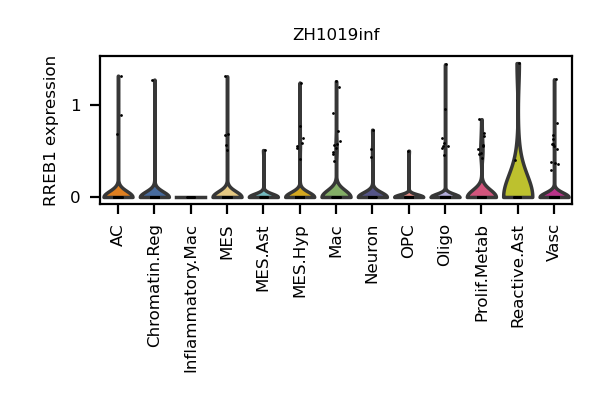 ZH1019inf
RREB1 expression
1
0
AC
Chromatin.Reg
Inflammatory.Mac
MES
MES.Ast
MES.Hyp
Mac
Neuron
OPC
Oligo
Prolif.Metab
Reactive.Ast
Vasc